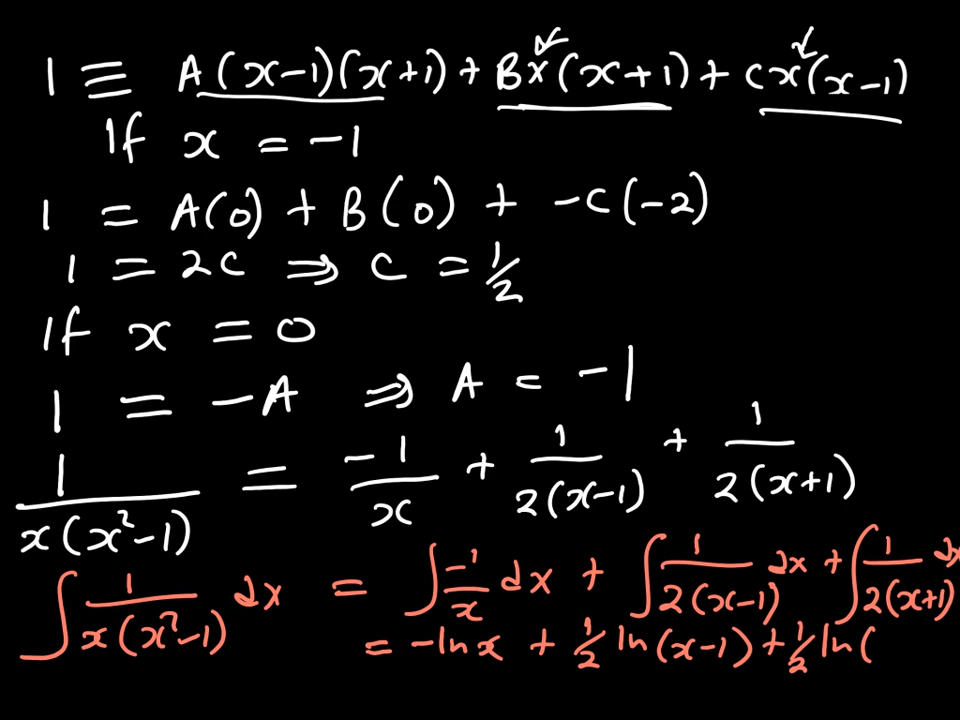 1 ≡ A(x-1)(x+1) + Bx(x+1) + Cx(x-1)
If x = -1
1 = A(0) + B(0) + -C(-2)
1 = 2C ⇒ C = 1/2
If x = 0
1 = -A ⇒ A = -1
1/x(x²-1) = -1/x + 1/2(x-1) + 1/2(x+1)
∫ 1/x(x²-1) dx = ∫ -1/x dx + ∫ 1/2(x-1) dx + ∫ 1/2(x+1) dx
= -ln x + 1/2 ln(x-1) + 1/2 ln(